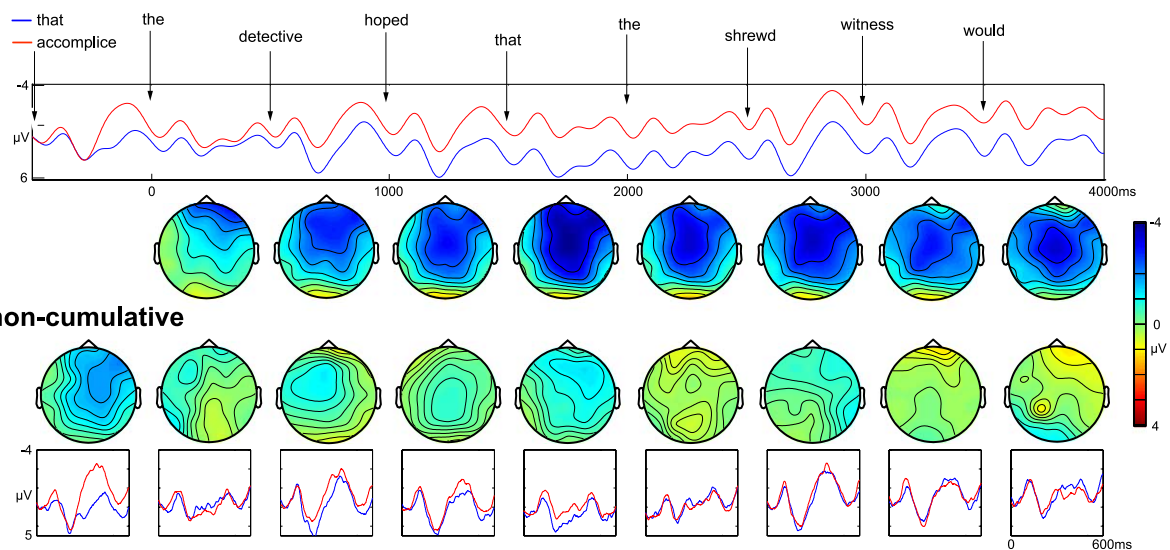 that
accomplice
the
detective
hoped
that
the
shrewd
witness
would
-4
µV
6
0
1000
2000
3000
4000ms
-4
0
µV
4
non-cumulative
-4
µV
5
0
600ms